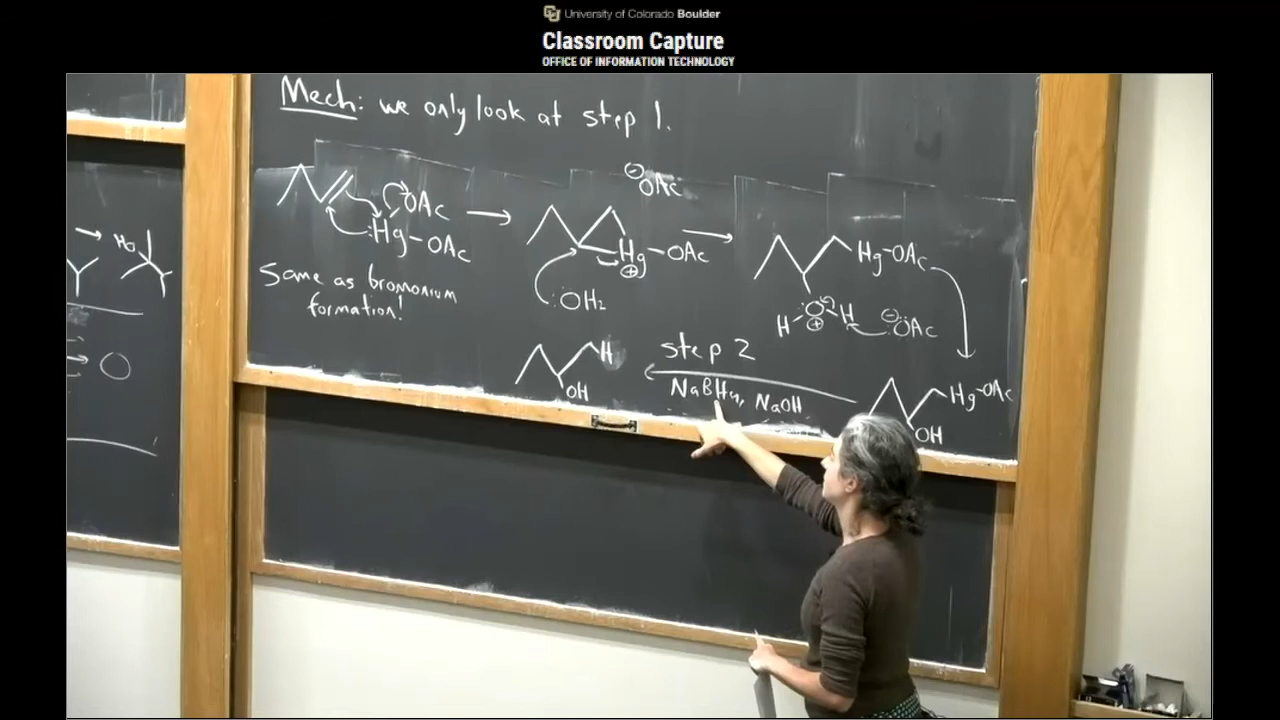 University of Colorado Boulder
Classroom Capture
OFFICE OF INFORMATION TECHNOLOGY
Mech: we only look at step 1.
OAc
Hg-OAc
⊖OAc
Hg-OAc
⊕
:OH₂
Hg-OAc
Same as bromonium
formation!
H-O-H ⊖:OAc
⊕
HO
step 2
NaBH₄, NaOH
H
OH
Hg-OAc
OH